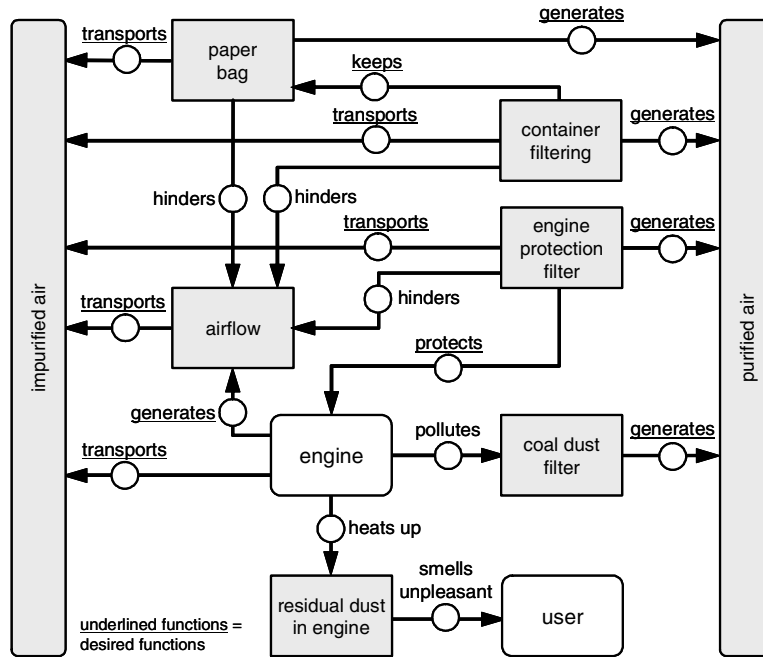 generates
transports
paper
bag
keeps
transports
container
filtering
generates
hinders
hinders
transports
engine
protection
filter
generates
impurified air
purified air
transports
airflow
hinders
protects
generates
transports
engine
pollutes
coal dust
filter
generates
heats up
smells
unpleasant
residual dust
in engine
user
underlined functions =
desired functions